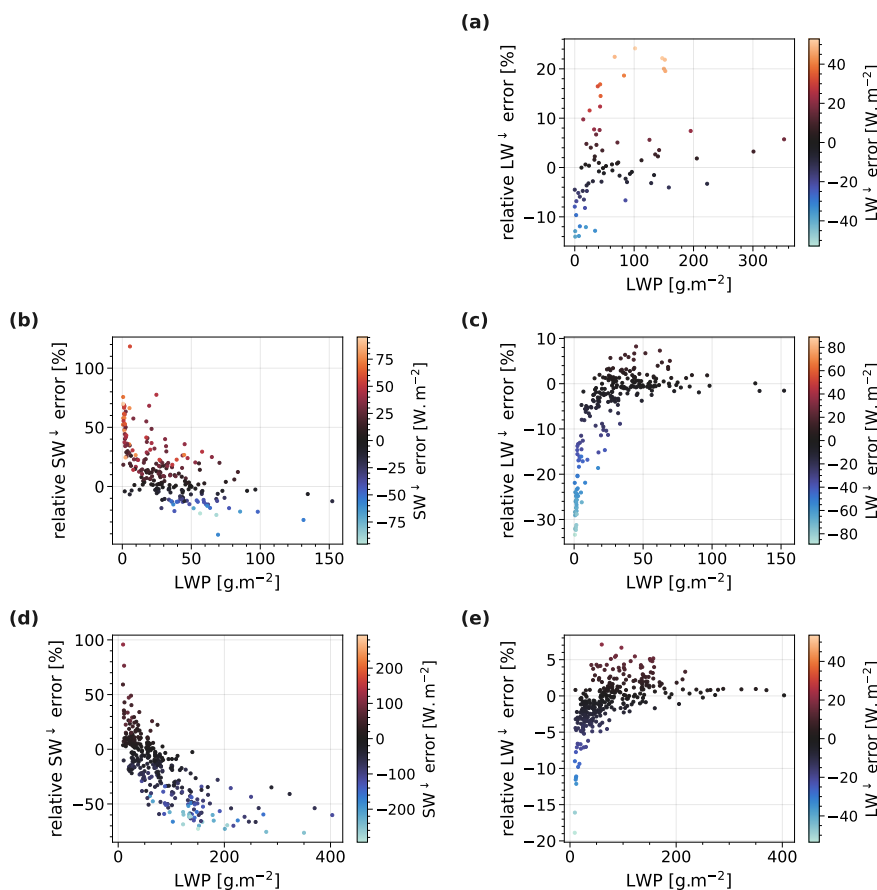 (a)
relative LW↓ error [%]
20
10
0
−10
0 100 200 300
LWP [g.m⁻²]
40
20
0
−20
−40
LW↓ error [W. m⁻²]
(b)
relative SW↓ error [%]
100
50
0
0 50 100 150
LWP [g.m⁻²]
75
50
25
0
−25
−50
−75
SW↓ error [W. m⁻²]
(c)
relative LW↓ error [%]
10
0
−10
−20
−30
0 50 100 150
LWP [g.m⁻²]
80
60
40
20
0
−20
−40
−60
−80
LW↓ error [W. m⁻²]
(d)
relative SW↓ error [%]
100
50
0
−50
0 200 400
LWP [g.m⁻²]
200
100
0
−100
−200
SW↓ error [W. m⁻²]
(e)
relative LW↓ error [%]
5
0
−5
−10
−15
−20
0 200 400
LWP [g.m⁻²]
40
20
0
−20
−40
LW↓ error [W. m⁻²]